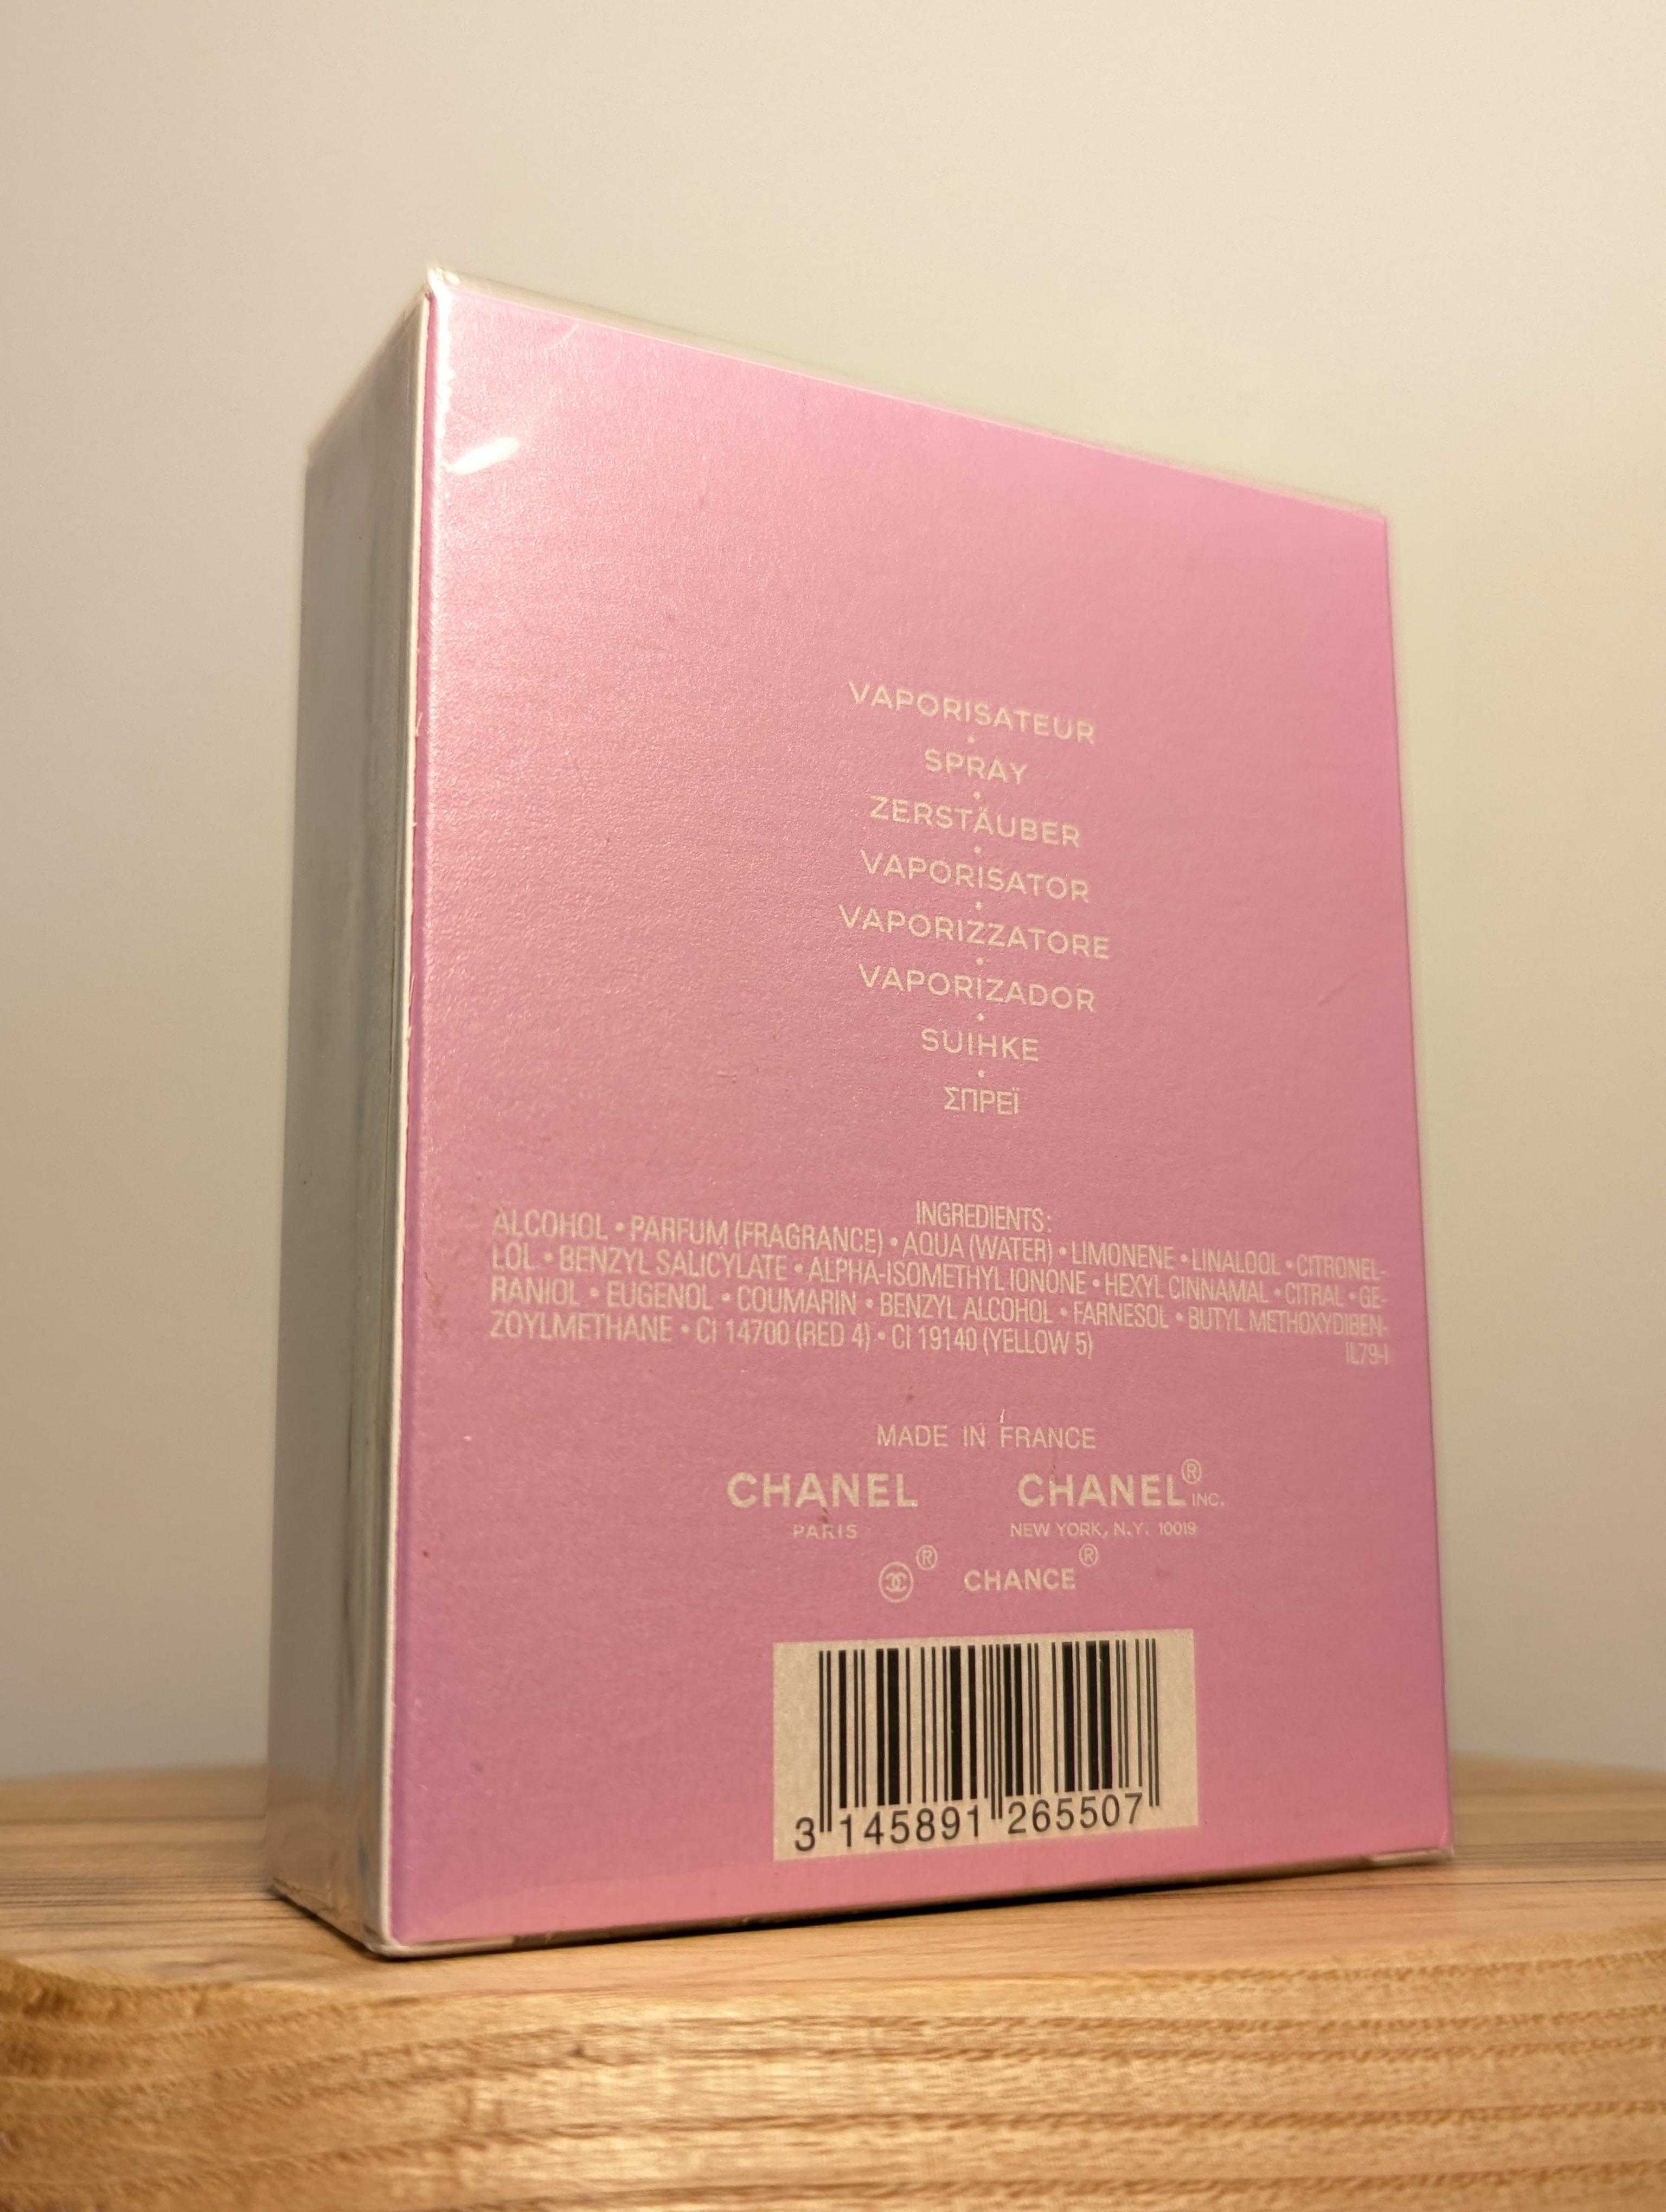 VAPORISATEUR
•
SPRAY
•
ZERSTÄUBER
•
VAPORISATOR
•
VAPORIZZATORE
•
VAPORIZADOR
•
SUIHKE
•
ΣΠΡΕΪ
INGREDIENTS:
ALCOHOL • PARFUM (FRAGRANCE) • AQUA (WATER) • LIMONENE • LINALOOL • CITRONEL-
LOL • BENZYL SALICYLATE • ALPHA-ISOMETHYL IONONE • HEXYL CINNAMAL • CITRAL • GE-
RANIOL • EUGENOL • COUMARIN • BENZYL ALCOHOL • FARNESOL • BUTYL METHOXYDIBEN-
ZOYLMETHANE • CI 14700 (RED 4) • CI 19140 (YELLOW 5)
IL79-I
MADE IN FRANCE
CHANEL CHANEL® INC.
PARIS NEW YORK, N.Y. 10019
® CHANCE®
3 145891 265507